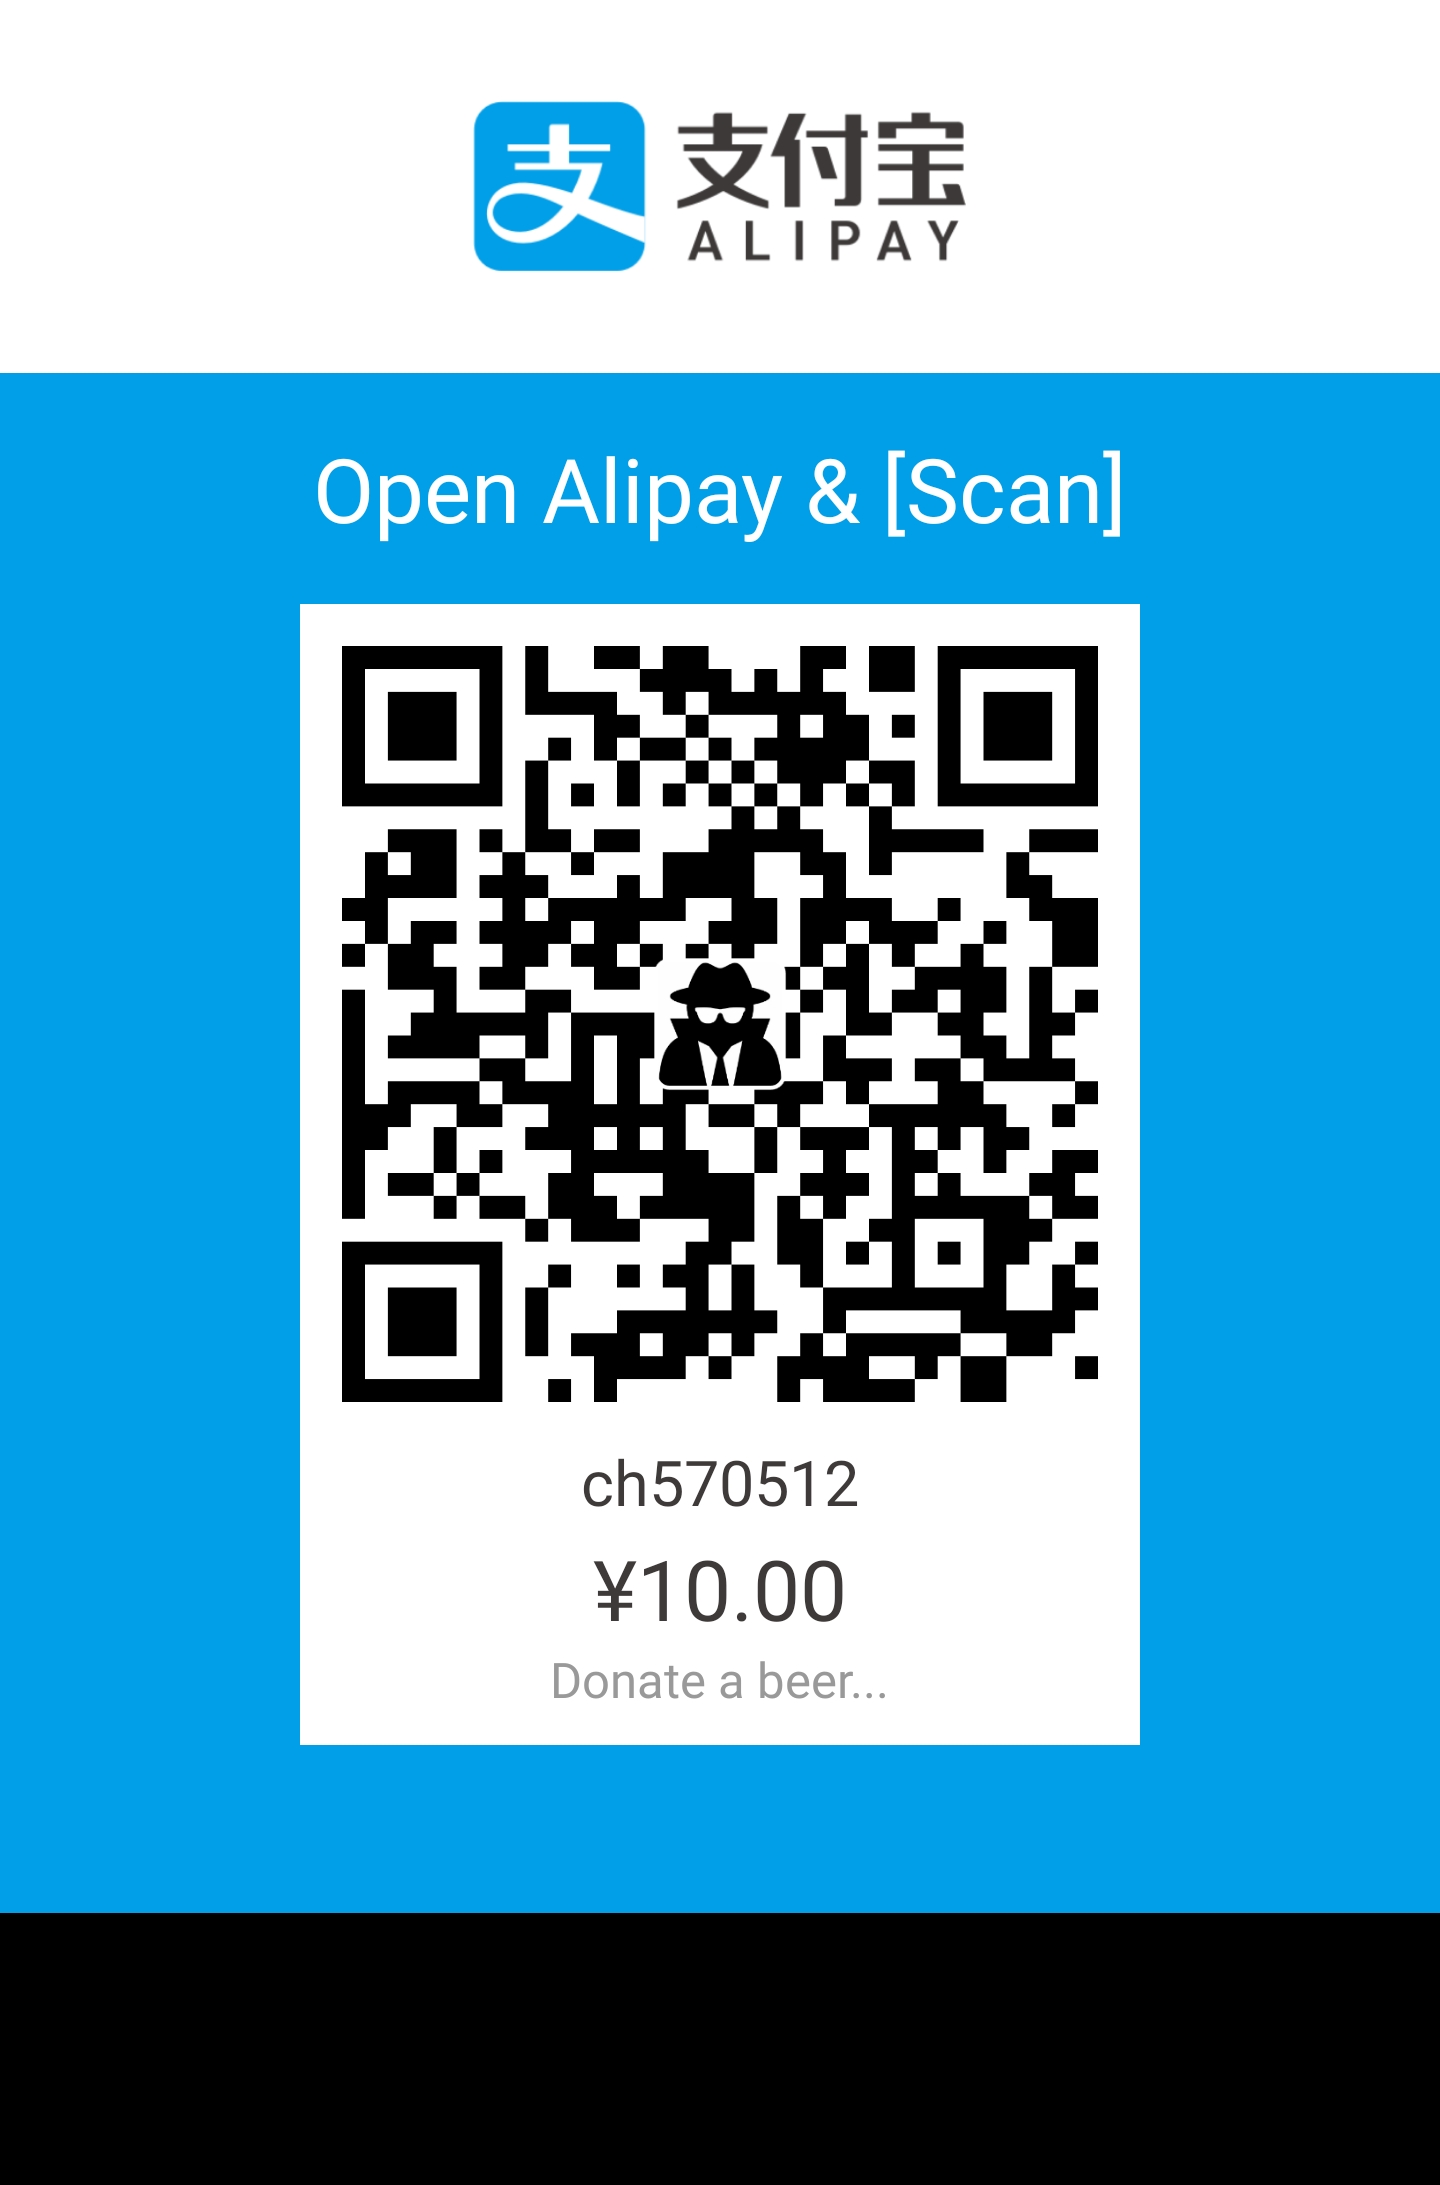 支付宝
ALIPAY
Open Alipay & [Scan]
ch570512
¥10.00
Donate a beer...